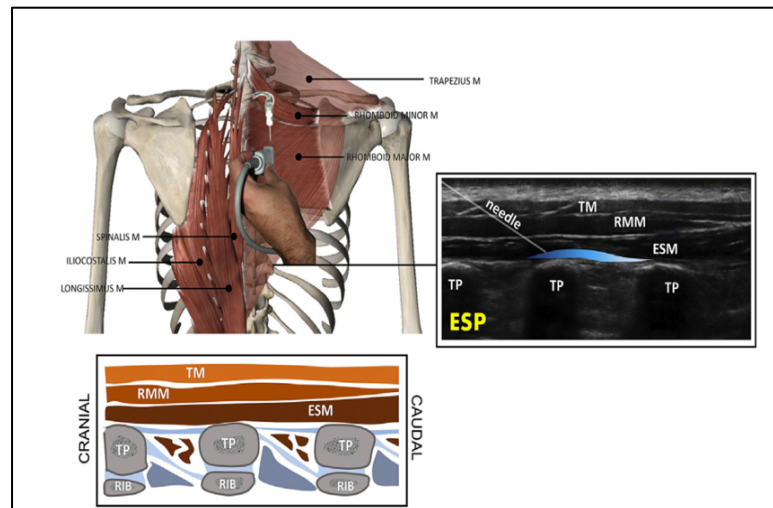 TRAPEZIUS M
RHOMBOID MINOR M
RHOMBOID MAJOR M
SPINALIS M
ILIOCOSTALIS M
LONGISSIMUS M
needle
TM
RMM
ESM
TP
TP
TP
ESP
CRANIAL
TM
RMM
ESM
TP
TP
TP
RIB
RIB
RIB
CAUDAL